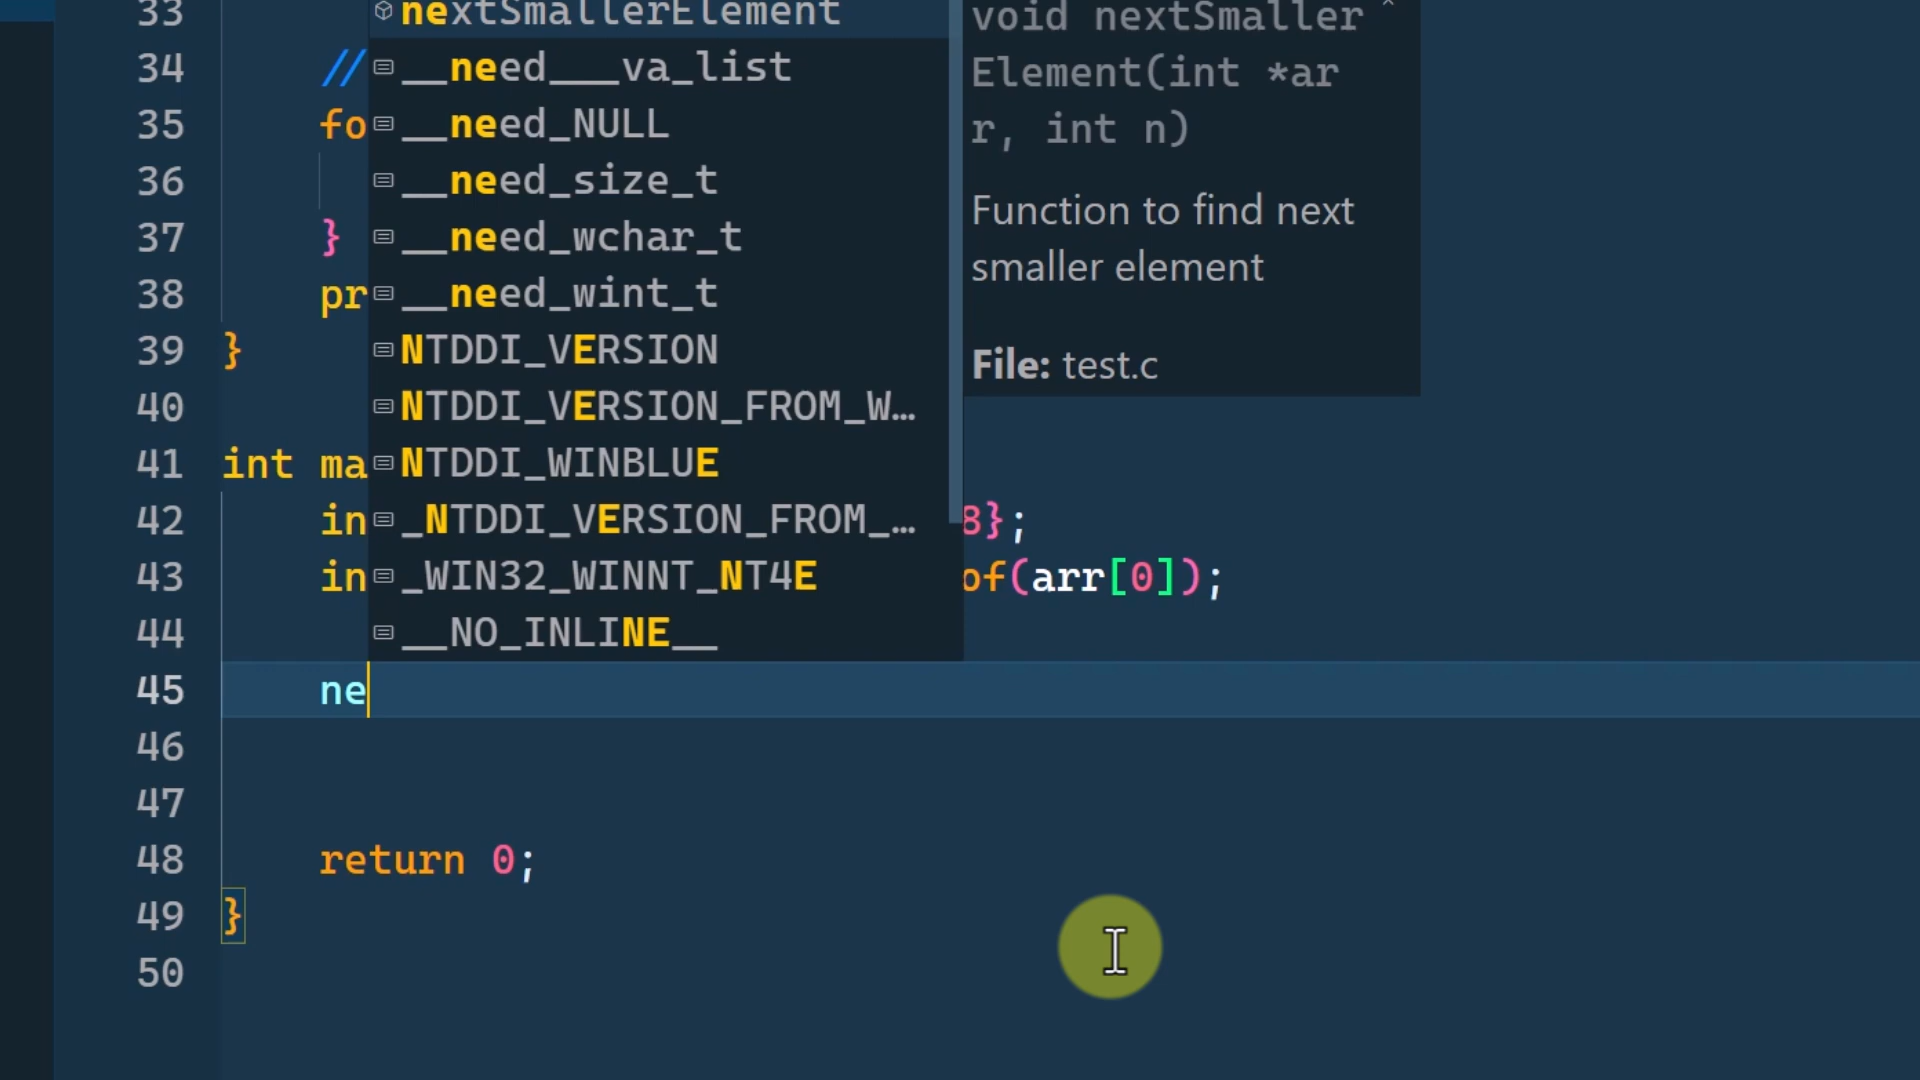 33 nextSmallerElement void nextSmaller
34 // __need___va_list Element(int *ar
35 fo __need_NULL r, int n)
36 __need_size_t Function to find next
37 } __need_wchar_t smaller element
38 pr __need_wint_t
39 } NTDDI_VERSION File: test.c
40 NTDDI_VERSION_FROM_W…
41 int ma NTDDI_WINBLUE
42 in _NTDDI_VERSION_FROM_… 8};
43 in _WIN32_WINNT_NT4E of(arr[0]);
44 __NO_INLINE__
45 ne
46
47
48 return 0;
49 }
50